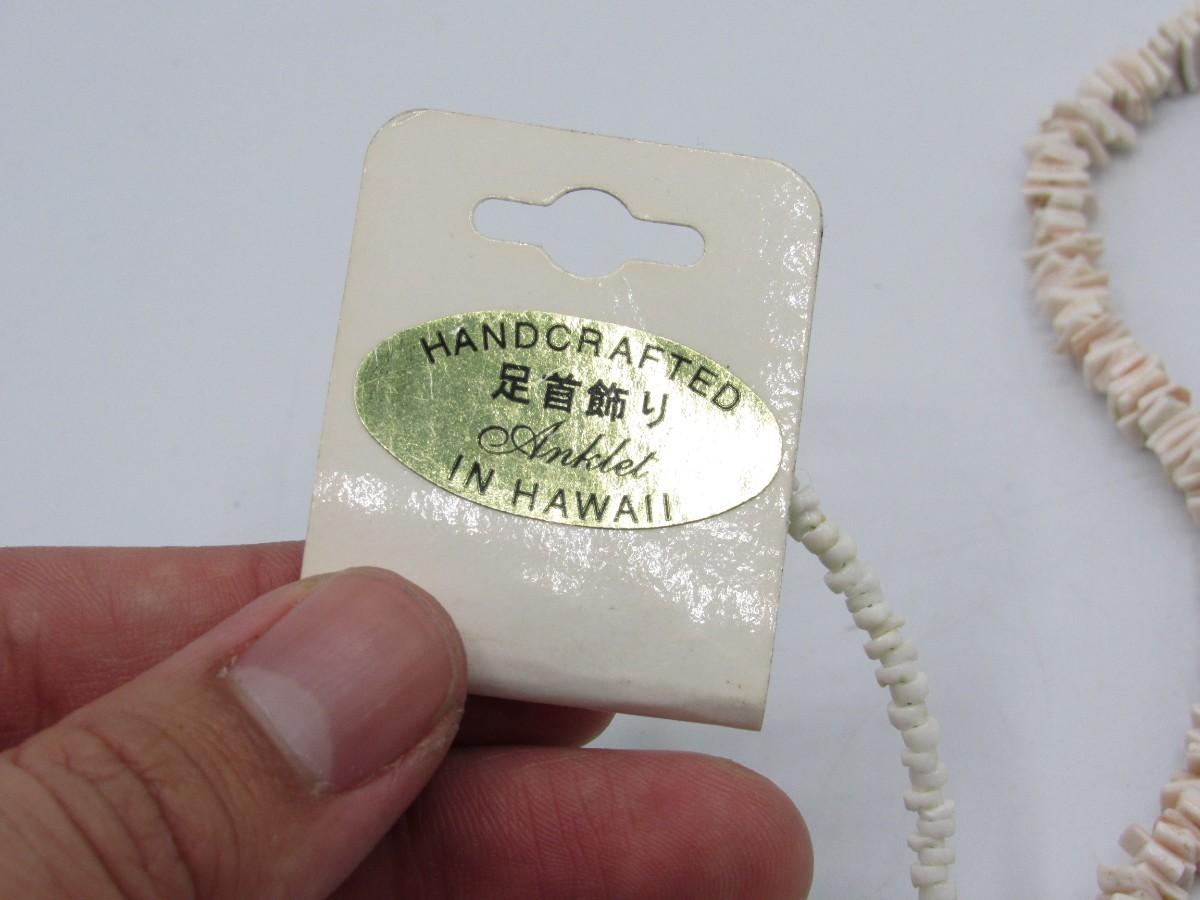 HANDCRAFTED
足首飾り
Anklet
IN HAWAII